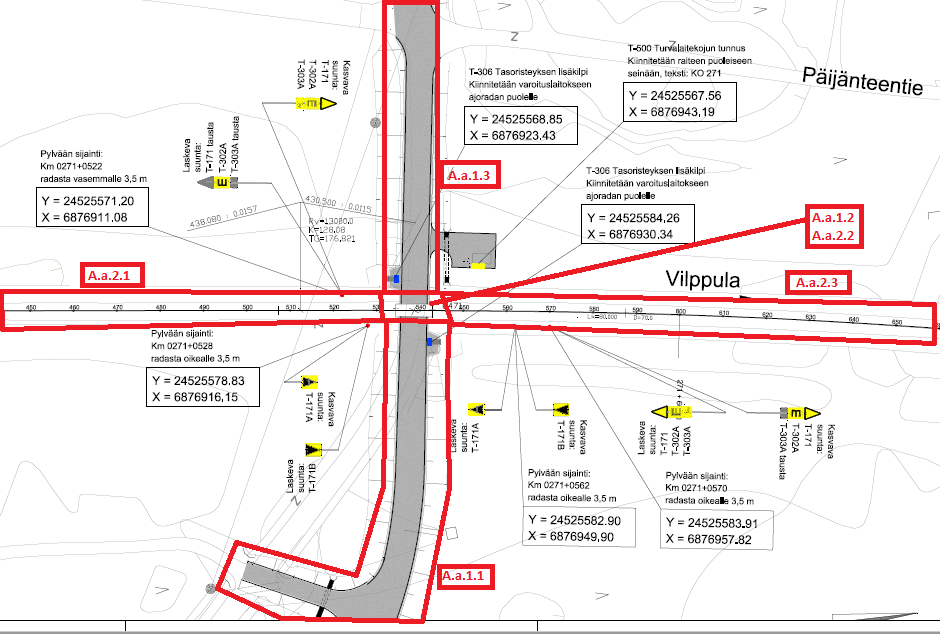 T-500 Turvalaitekojun tunnus
Kiinnitetään raiteen puoleiseen
seinään, teksti: KO 271
Y = 24525567.56
X = 6876943,19
Päijänteentie
T-306 Tasoristeyksen lisäkilpi
Kiinnitetään varoituslaitokseen
ajoradan puolelle
Y = 24525568.85
X = 6876923.43
Kasvava
suunta:
T-171
T-302A
T-303A
E
Laskeva
suunta:
T-171 tausta
T-302A
T-303A tausta
E
Pylvään sijainti:
Km 0271+0522
radasta vasemmalle 3,5 m
Y = 24525571,20
X = 6876911,08
A.a.1.3
T-306 Tasoristeyksen lisäkilpi
Kiinnitetään varoituslaitokseen
ajoradan puolelle
Y = 24525584,26
X = 6876930,34
A.a.1.2
A.a.2.2
430.500 : 0.0115
438.080 : 0.0157
Rv=13080.0
K=128.08
TG=176,821
A.a.2.1
Vilppula
A.a.2.3
450 460 470 480 490 500 510 520 530 540 550 560 570 580 590 600 610 620 630 640 650
D=70.0
Pylvään sijainti:
Km 0271+0528
radasta oikealle 3,5 m
Y = 24525578.83
X = 6876916,15
Kasvava
suunta:
T-171A
Laskeva
suunta:
T-171B
Laskeva
suunta:
T-171A
Kasvava
suunta:
T-171B
Laskeva
suunta:
T-171
T-302A
T-303A
E
Kasvava
suunta:
T-171
T-302A
T-303A tausta
E
Pylvään sijainti:
Km 0271+0562
radasta oikealle 3,5 m
Y = 24525582.90
X = 6876949,90
Pylvään sijainti:
Km 0271+0570
radasta oikealle 3,5 m
Y = 24525583.91
X = 6876957.82
A.a.1.1